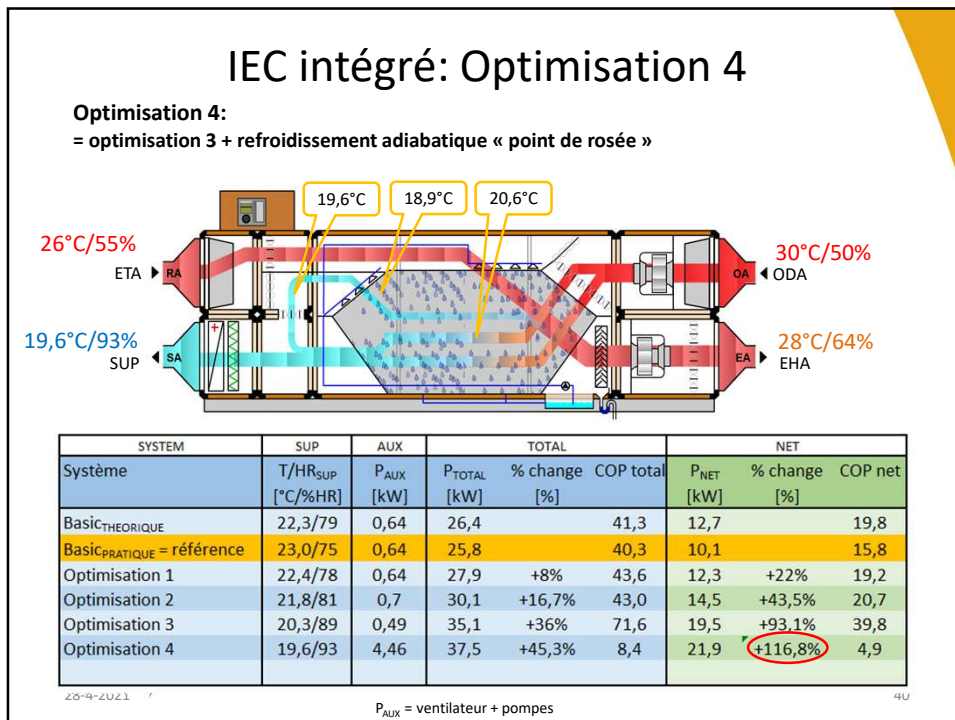 IEC intégré: Optimisation 4
Optimisation 4:
= optimisation 3 + refroidissement adiabatique « point de rosée »
19,6°C 18,9°C 20,6°C
26°C/55%
ETA
RA
OA
30°C/50%
ODA
19,6°C/93%
SUP
SA
EA
28°C/64%
EHA
SYSTEM SUP AUX TOTAL NET
Système T/HRSUP PAUX PTOTAL % change COP total PNET % change COP net
[°C/%HR] [kW] [kW] [%] [kW] [%]
BasicTHEORIQUE 22,3/79 0,64 26,4 41,3 12,7 19,8
BasicPRATIQUE = référence 23,0/75 0,64 25,8 40,3 10,1 15,8
Optimisation 1 22,4/78 0,64 27,9 +8% 43,6 12,3 +22% 19,2
Optimisation 2 21,8/81 0,7 30,1 +16,7% 43,0 14,5 +43,5% 20,7
Optimisation 3 20,3/89 0,49 35,1 +36% 71,6 19,5 +93,1% 39,8
Optimisation 4 19,6/93 4,46 37,5 +45,3% 8,4 21,9 +116,8% 4,9
28-4-2021 40
PAUX = ventilateur + pompes